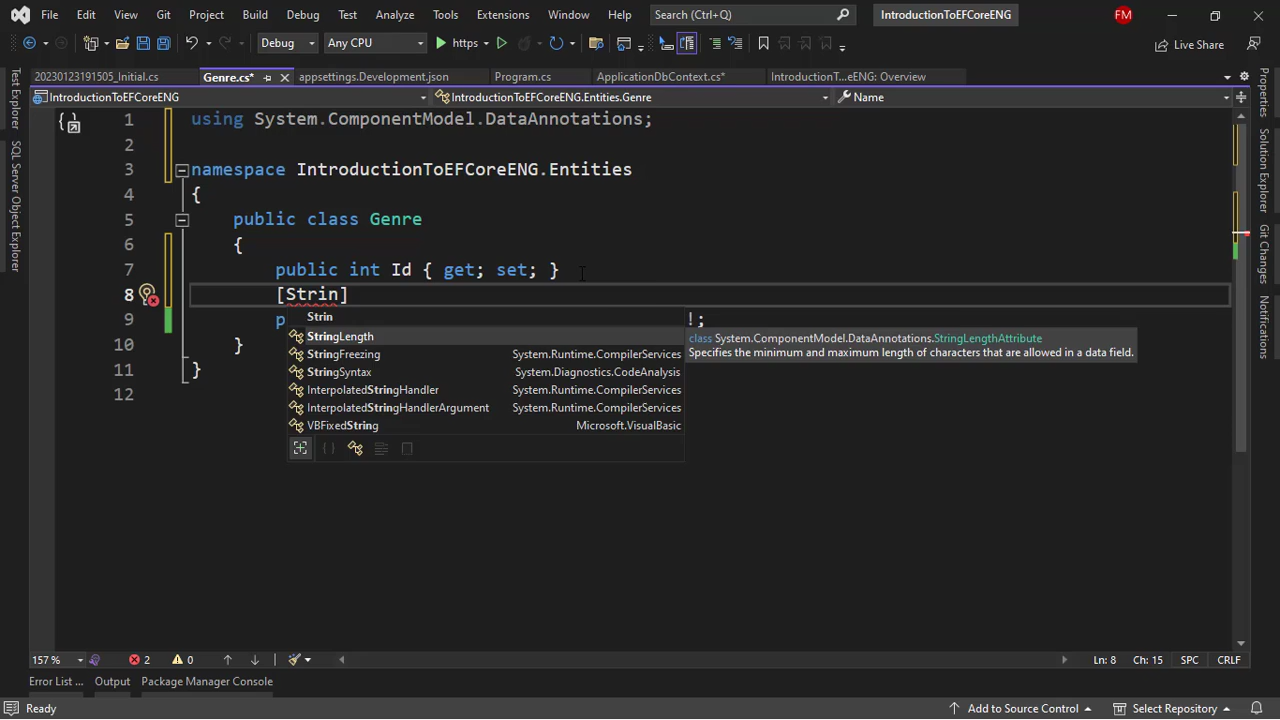 File Edit View Git Project Build Debug Test Analyze Tools Extensions Window Help Search (Ctrl+Q) IntroductionToEFCoreENG FM
Debug Any CPU https Live Share
20230123191505_Initial.cs Genre.cs* appsettings.Development.json Program.cs ApplicationDbContext.cs* IntroductionT...eENG: Overview
IntroductionToEFCoreENG IntroductionToEFCoreENG.Entities.Genre Name
Test Explorer
SQL Server Object Explorer
1 using System.ComponentModel.DataAnnotations;
2
3 namespace IntroductionToEFCoreENG.Entities
4 {
5 public class Genre
6 {
7 public int Id { get; set; }
8 [Strin]
9 p !;
10 }
11 }
12
Strin
StringLength
StringFreezing System.Runtime.CompilerServices
StringSyntax System.Diagnostics.CodeAnalysis
InterpolatedStringHandler System.Runtime.CompilerServices
InterpolatedStringHandlerArgument System.Runtime.CompilerServices
VBFixedString Microsoft.VisualBasic
class System.ComponentModel.DataAnnotations.StringLengthAttribute
Specifies the minimum and maximum length of characters that are allowed in a data field.
Properties
Solution Explorer
Git Changes
Notifications
157 % 2 0 Ln: 8 Ch: 15 SPC CRLF
Error List ... Output Package Manager Console
Ready Add to Source Control Select Repository